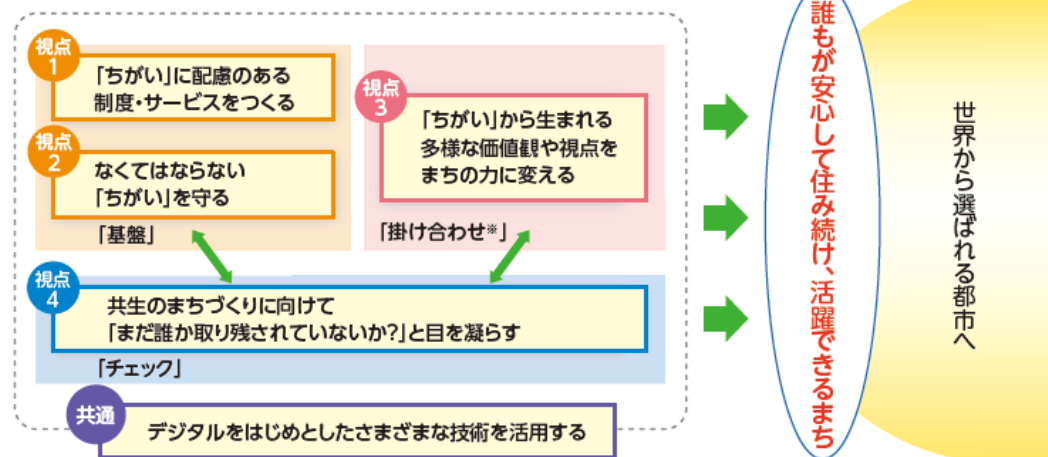 視点
1
「ちがい」に配慮のある
制度・サービスをつくる
視点
2
なくてはならない
「ちがい」を守る
「基盤」
視点
3
「ちがい」から生まれる
多様な価値観や視点を
まちの力に変える
「掛け合わせ※」
視点
4
共生のまちづくりに向けて
「まだ誰か取り残されていないか?」と目を凝らす
「チェック」
共通
デジタルをはじめとしたさまざまな技術を活用する
誰もが安心して住み続け、活躍できるまち
世界から選ばれる都市へ